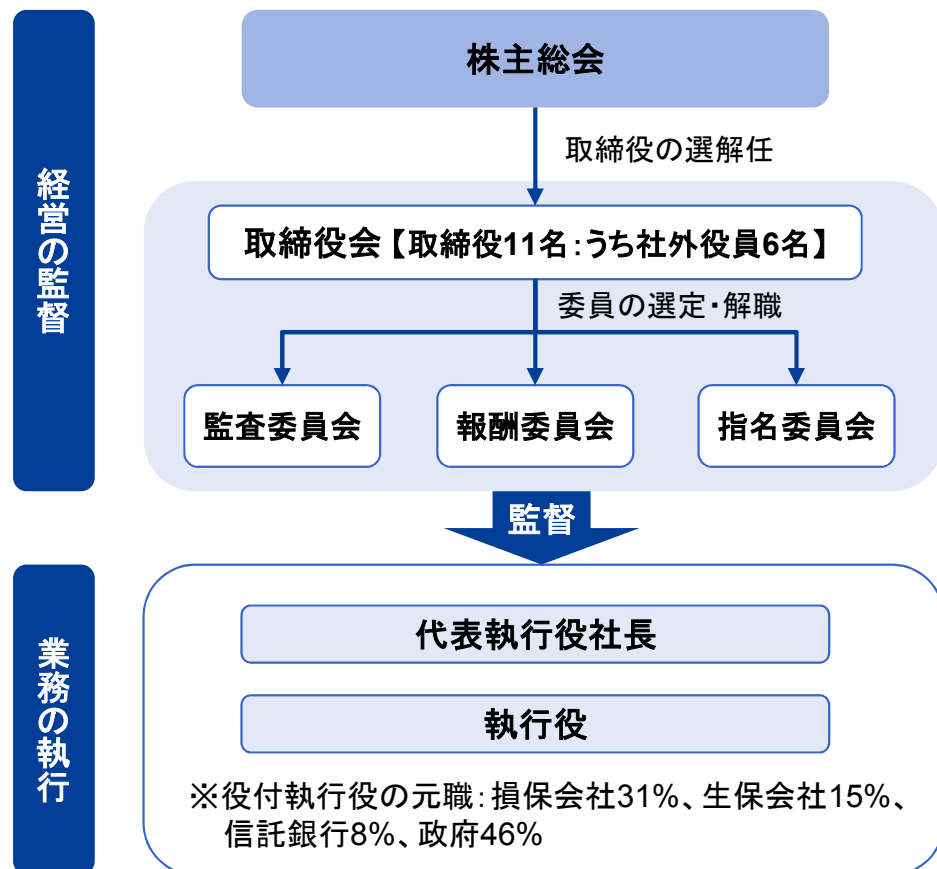 経営の監督
株主総会
取締役の選解任
取締役会【取締役11名:うち社外役員6名】
委員の選定・解職
監査委員会
報酬委員会
指名委員会
監督
業務の執行
代表執行役社長
執行役
※役付執行役の元職:損保会社31%、生保会社15%、
信託銀行8%、政府46%